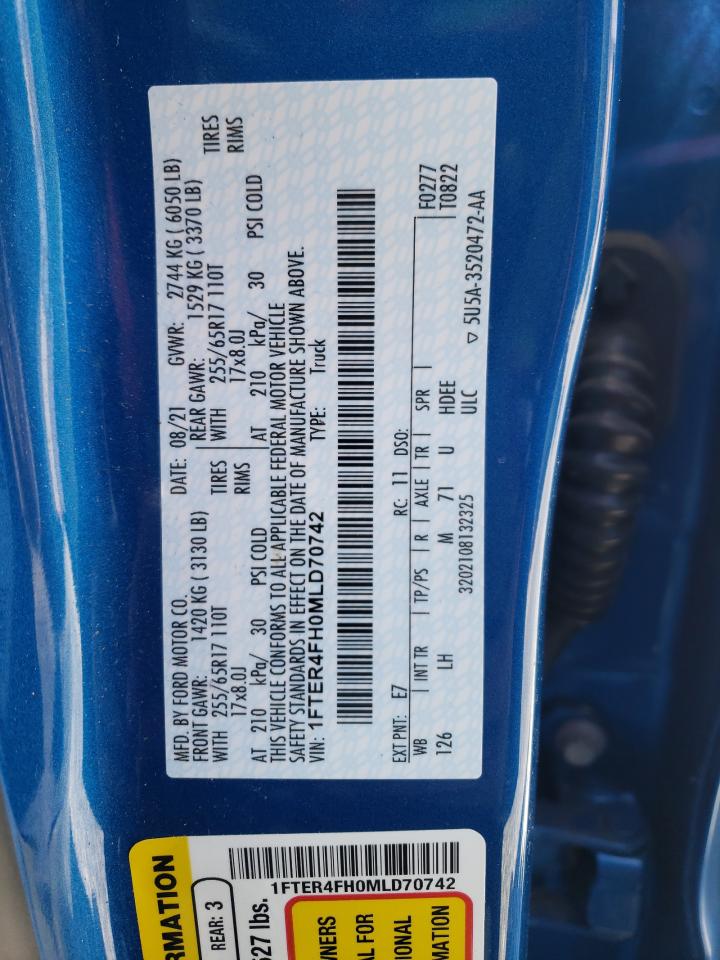 MFD. BY FORD MOTOR CO.
DATE: 08/21 GVWR: 2744 KG ( 6050 LB)
FRONT GAWR: 1420 KG ( 3130 LB)
REAR GAWR: 1529 KG ( 3370 LB)
WITH 255/65R17 110T TIRES
WITH 255/65R17 110T TIRES
17x8.0J RIMS
17x8.0J RIMS
AT 210 kPa/ 30 PSI COLD
AT 210 kPa/ 30 PSI COLD
THIS VEHICLE CONFORMS TO ALL APPLICABLE FEDERAL MOTOR VEHICLE
SAFETY STANDARDS IN EFFECT ON THE DATE OF MANUFACTURE SHOWN ABOVE.
VIN: 1FTER4FH0MLD70742 TYPE: Truck
EXT PNT: E7 RC: 11 DSO: F0277
WB INT TR TP/PS R AXLE TR SPR T0822
126 LH M 71 U HDEE
3202108132325 ULC ▽ 5U5A-3520472-AA
RMATION
REAR: 3
527 lbs.
1FTER4FH0MLD70742
WNERS
AL FOR
IONAL
MATION